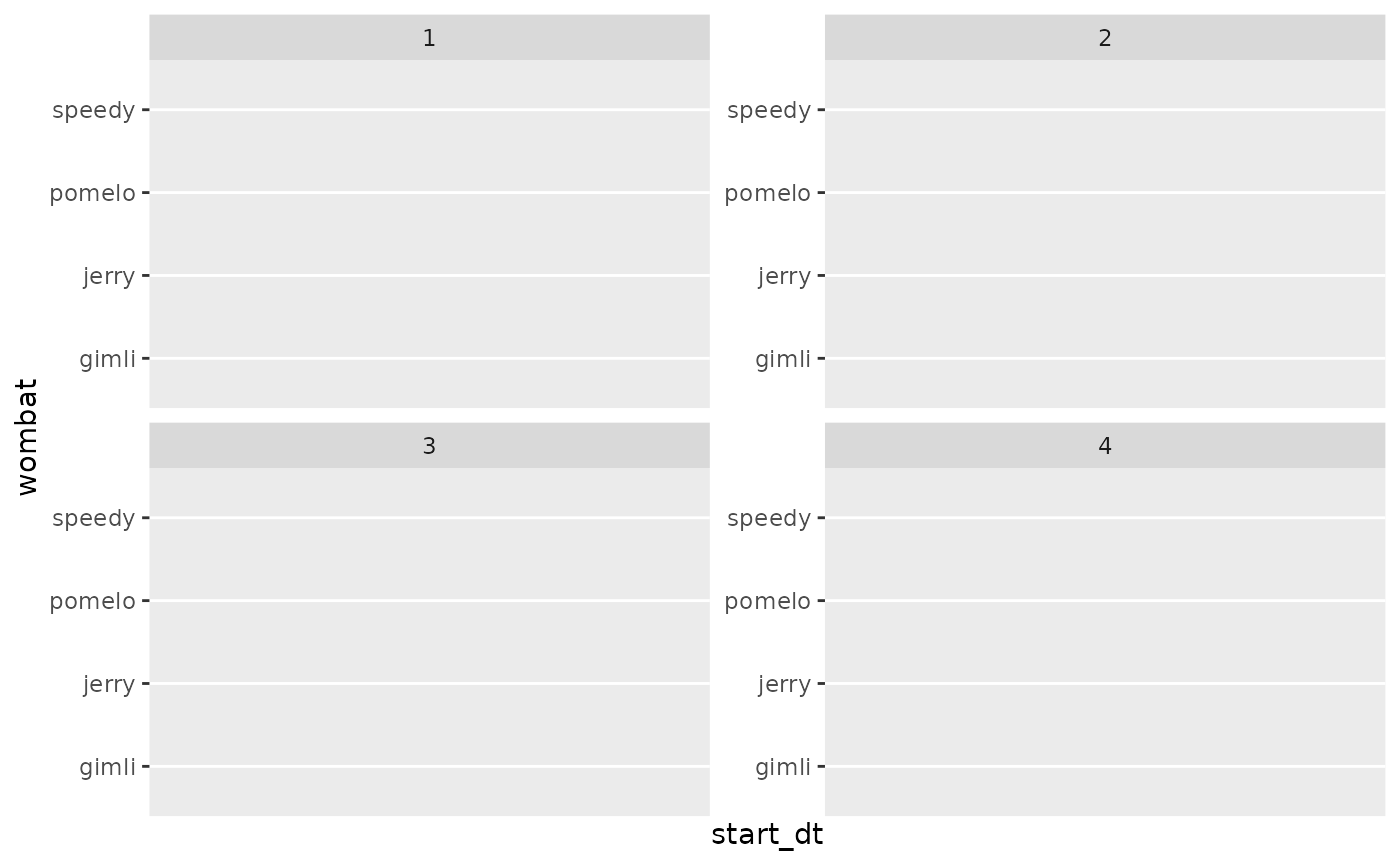 1
2
speedy
pomelo
jerry
gimli
speedy
pomelo
jerry
gimli
3
4
speedy
pomelo
jerry
gimli
speedy
pomelo
jerry
gimli
wombat
start_dt